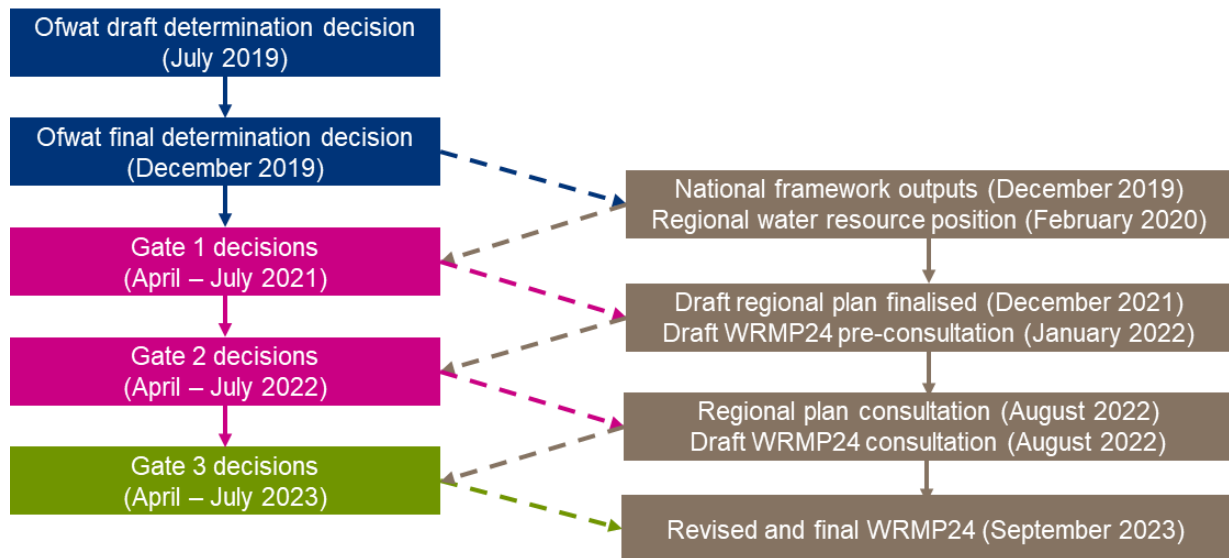 Ofwat draft determination decision
(July 2019)
Ofwat final determination decision
(December 2019)
Gate 1 decisions
(April – July 2021)
Gate 2 decisions
(April – July 2022)
Gate 3 decisions
(April – July 2023)
National framework outputs (December 2019)
Regional water resource position (February 2020)
Draft regional plan finalised (December 2021)
Draft WRMP24 pre-consultation (January 2022)
Regional plan consultation (August 2022)
Draft WRMP24 consultation (August 2022)
Revised and final WRMP24 (September 2023)